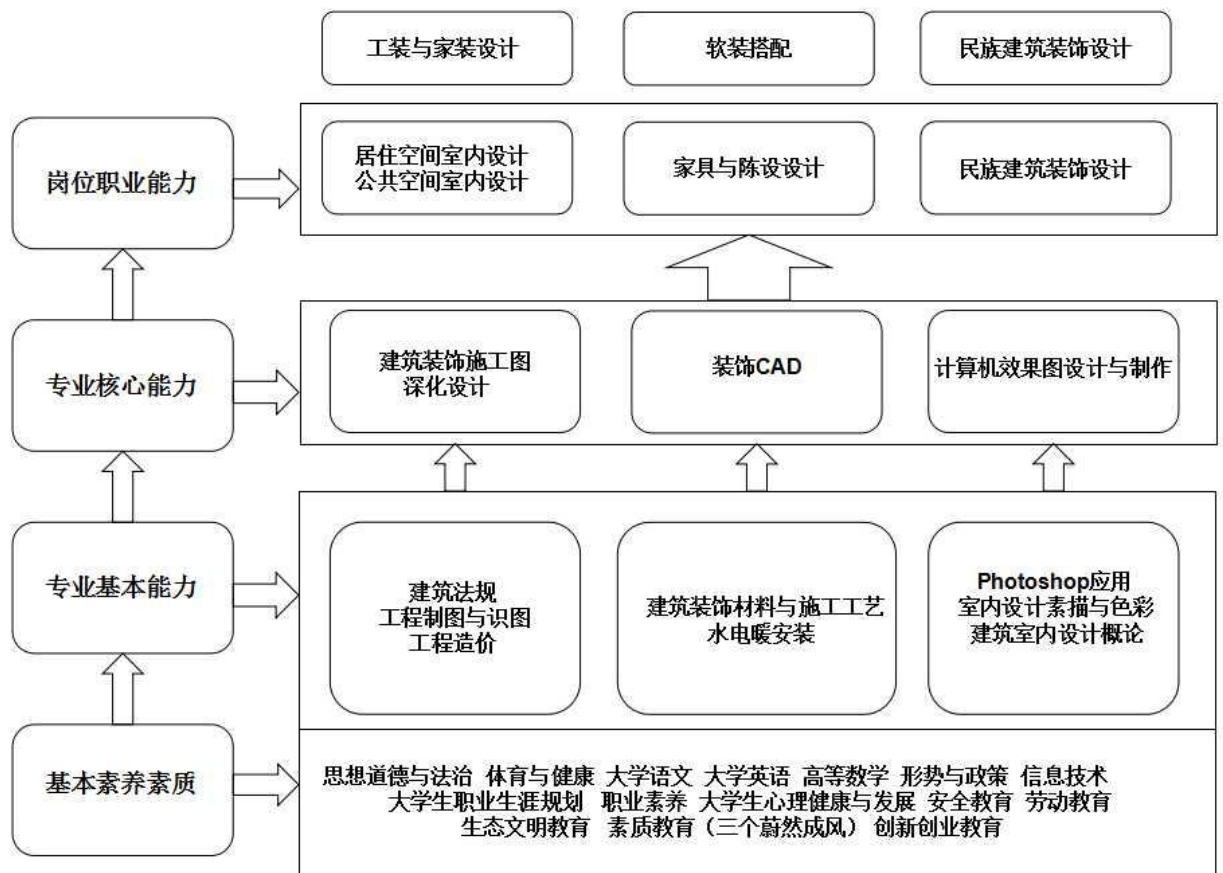 工装与家装设计
软装搭配
民族建筑装饰设计
岗位职业能力
居住空间室内设计
公共空间室内设计
家具与陈设设计
民族建筑装饰设计
专业核心能力
建筑装饰施工图
深化设计
装饰CAD
计算机效果图设计与制作
专业基本能力
建筑法规
工程制图与识图
工程造价
建筑装饰材料与施工工艺
水电暖安装
Photoshop应用
室内设计素描与色彩
建筑室内设计概论
基本素养素质
思想道德与法治 体育与健康 大学语文 大学英语 高等数学 形势与政策 信息技术
大学生职业生涯规划 职业素养 大学生心理健康与发展 安全教育 劳动教育
生态文明教育 素质教育（三个蔚然成风） 创新创业教育